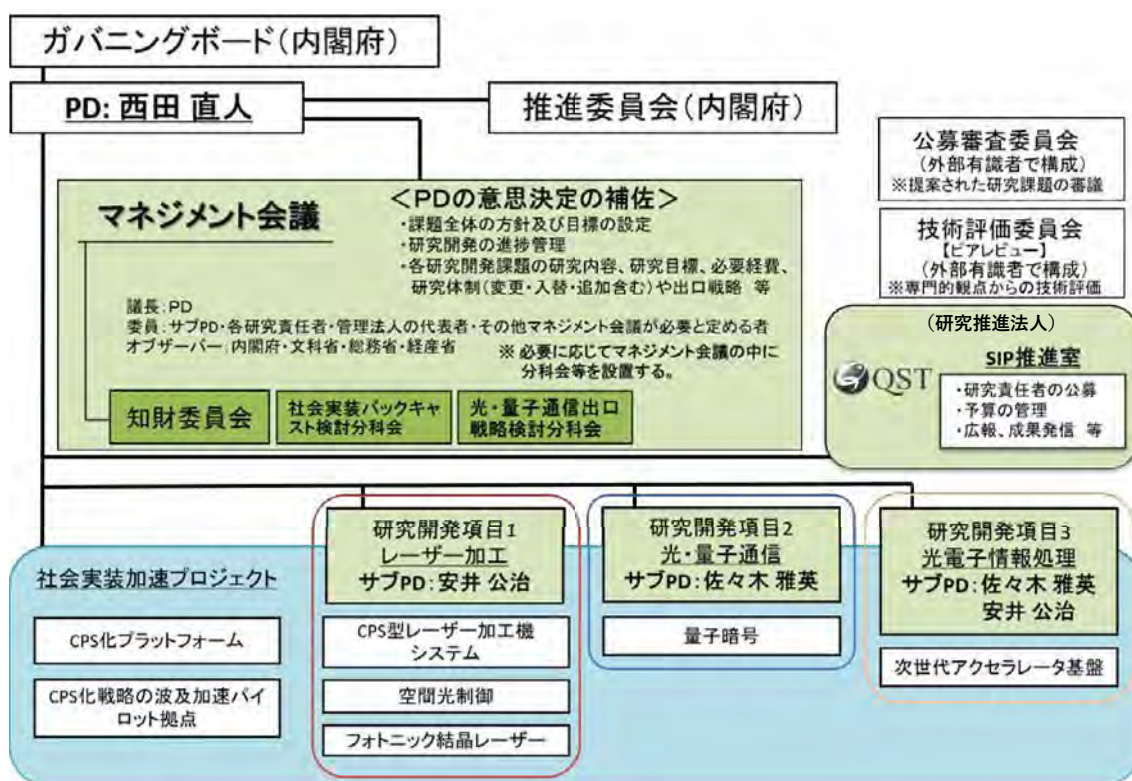 ガバニングボード(内閣府)
PD: 西田 直人
推進委員会(内閣府)
公募審査委員会
(外部有識者で構成)
※提案された研究課題の審議
技術評価委員会
【ピアレビュー】
(外部有識者で構成)
※専門的観点からの技術評価
マネジメント会議
＜PDの意思決定の補佐＞
・課題全体の方針及び目標の設定
・研究開発の進捗管理
・各研究開発課題の研究内容、研究目標、必要経費、
研究体制(変更・入替・追加含む)や出口戦略 等
議長:PD
委員:サブPD・各研究責任者・管理法人の代表者・その他マネジメント会議が必要と定める者
オブザーバー:内閣府・文科省・総務省・経産省
※ 必要に応じてマネジメント会議の中に
分科会等を設置する。
知財委員会
社会実装バックキャ
スト検討分科会
光・量子通信出口
戦略検討分科会
(研究推進法人)
QST
SIP推進室
・研究責任者の公募
・予算の管理
・広報、成果発信 等
社会実装加速プロジェクト
CPS化プラットフォーム
CPS化戦略の波及加速パイ
ロット拠点
研究開発項目1
レーザー加工
サブPD:安井 公治
CPS型レーザー加工機
システム
空間光制御
フォトニック結晶レーザー
研究開発項目2
光・量子通信
サブPD:佐々木 雅英
量子暗号
研究開発項目3
光電子情報処理
サブPD:佐々木 雅英
安井 公治
次世代アクセラレータ基盤